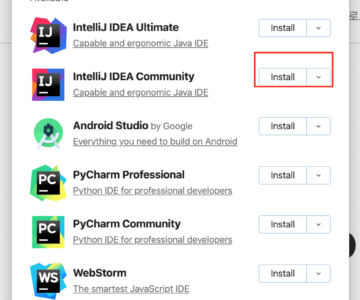 IntelliJ IDEA Ultimate
Capable and ergonomic Java IDE
Install
IntelliJ IDEA Community
Capable and ergonomic Java IDE
Install
Android Studio by Google
Everything you need to build on Android
Install
PyCharm Professional
Python IDE for professional developers
Install
PyCharm Community
Python IDE for professional developers
Install
WebStorm
The smartest JavaScript IDE
Install
IJ
IJ
PC
PC
WS
로